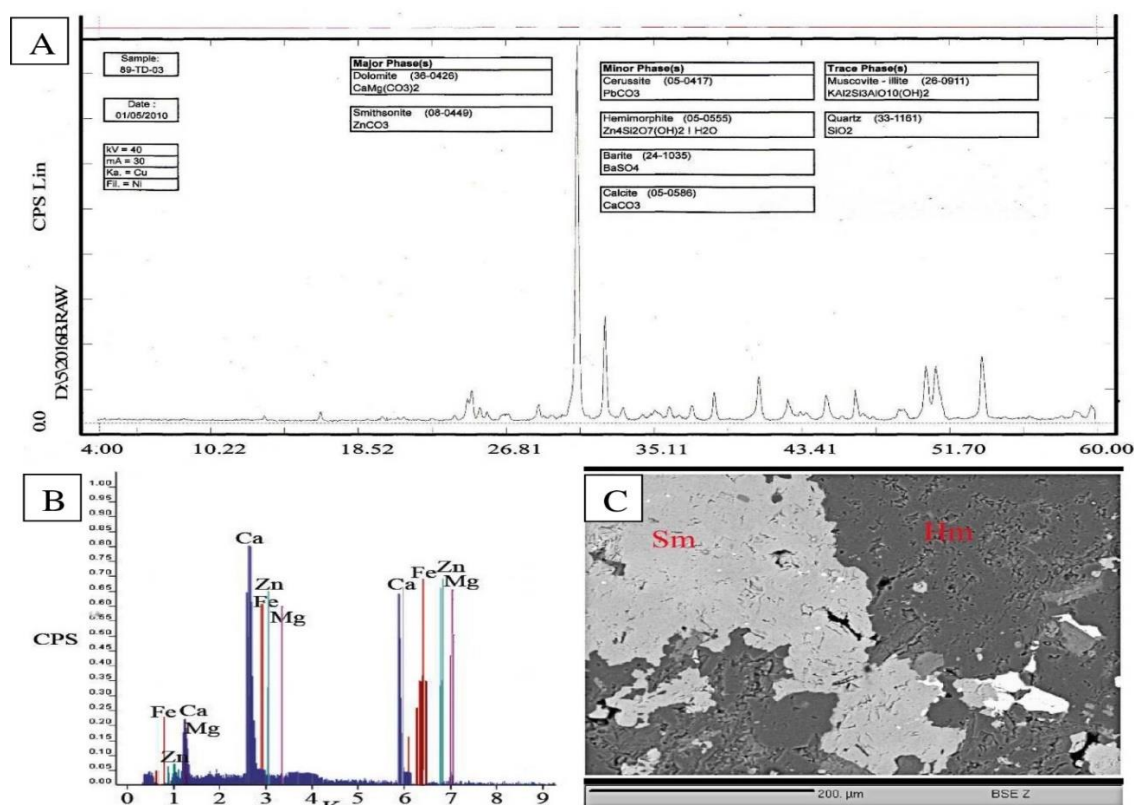 A
Sample:
89-TD-03
Date :
01/05/2010
kV = 40
mA = 30
Ka. = Cu
Fil. = Ni
Major Phase(s)
Dolomite (36-0426)
CaMg(CO3)2
Smithsonite (08-0449)
ZnCO3
Minor Phase(s)
Cerussite (05-0417)
PbCO3
Hemimorphite (05-0555)
Zn4Si2O7(OH)2 ! H2O
Barite (24-1035)
BaSO4
Calcite (05-0586)
CaCO3
Trace Phase(s)
Muscovite - illite (26-0911)
KAl2Si3AlO10(OH)2
Quartz (33-1161)
SiO2
CPS Lin
0.0
4.00 10.22 18.52 26.81 35.11 43.41 51.70 60.00
B
CPS
1.00
0.95
0.85
0.80
0.75
0.70
0.65
0.60
0.50
0.45
0.40
0.35
0.30
0.25
0.20
0.15
0.10
0.05
0.00
Fe Zn Ca Mg
Ca Zn Fe Mg
Ca Fe Zn Mg
0 1 2 3 4 5 6 7 8 9
C
Sm
Hm
200. µm
BSE Z